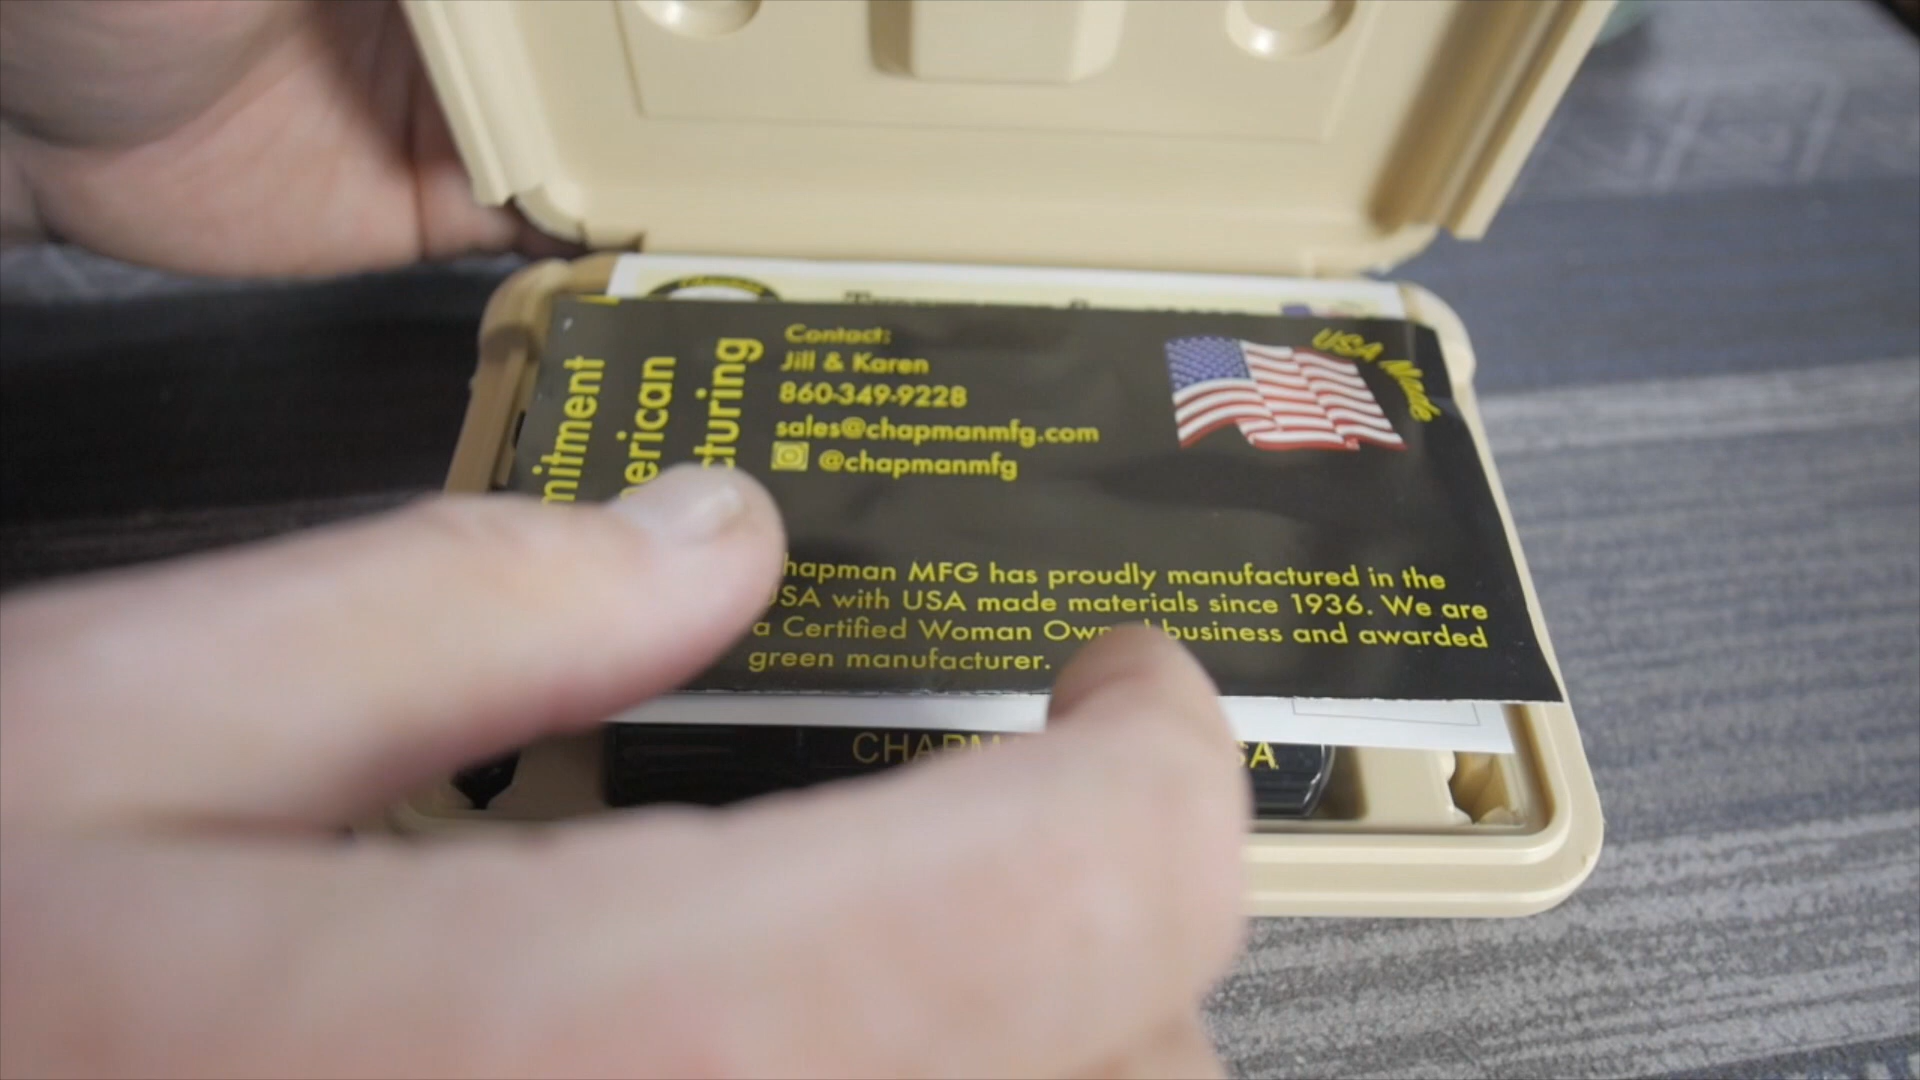 Contact:
Jill & Karen
860-349-9228
sales@chapmanmfg.com
@chapmanmfg
USA Made
mitment
erican
cturing
hapman MFG has proudly manufactured in the
USA with USA made materials since 1936. We are
a Certified Woman Own business and awarded
green manufacturer.
CHAPM SA